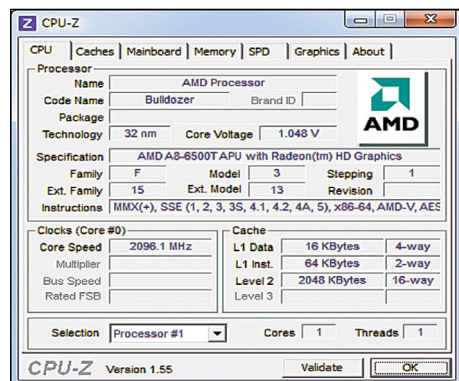 CPU-Z
CPU Caches Mainboard Memory SPD Graphics About
Processor
Name AMD Processor
Code Name Bulldozer Brand ID
Package
Technology 32 nm Core Voltage 1.048 V
AMD
Specification AMD A8-6500T APU with Radeon(tm) HD Graphics
Family F Model 3 Stepping 1
Ext. Family 15 Ext. Model 13 Revision
Instructions MMX(+), SSE (1, 2, 3, 3S, 4.1, 4.2, 4A, 5), x86-64, AMD-V, AES
Clocks (Core #0)
Core Speed 2096.1 MHz
Multiplier
Bus Speed
Rated FSB
Cache
L1 Data 16 KBytes 4-way
L1 Inst. 64 KBytes 2-way
Level 2 2048 KBytes 16-way
Level 3
Selection Processor #1 Cores 1 Threads 1
CPU-Z Version 1.55 Validate OK